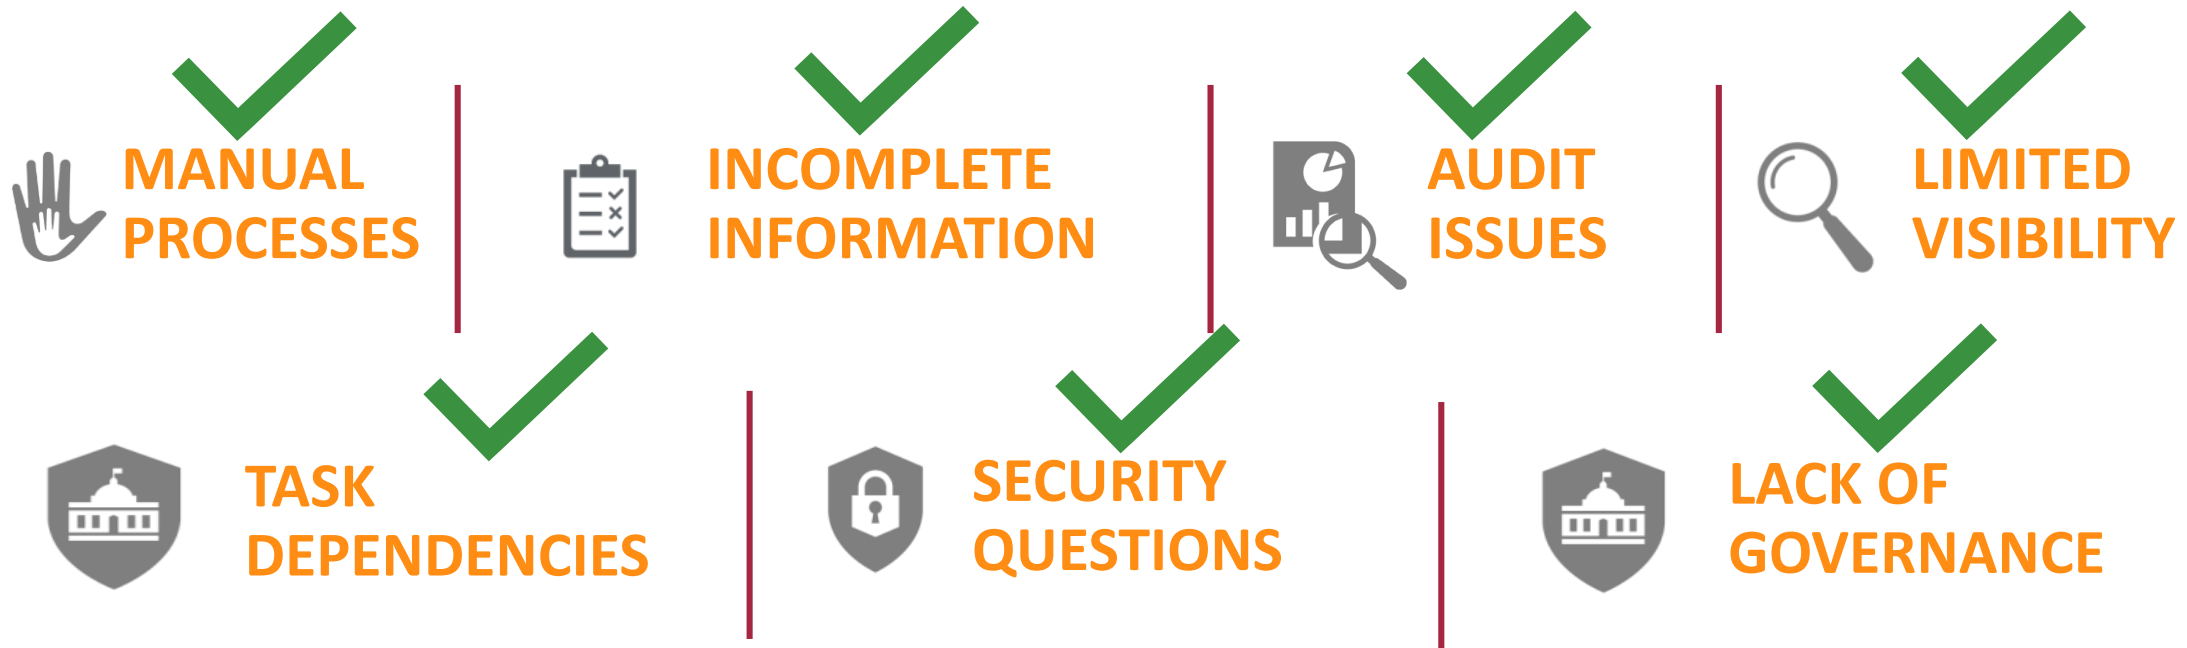 MANUAL
PROCESSES
INCOMPLETE
INFORMATION
AUDIT
ISSUES
LIMITED
VISIBILITY
TASK
DEPENDENCIES
SECURITY
QUESTIONS
LACK OF
GOVERNANCE